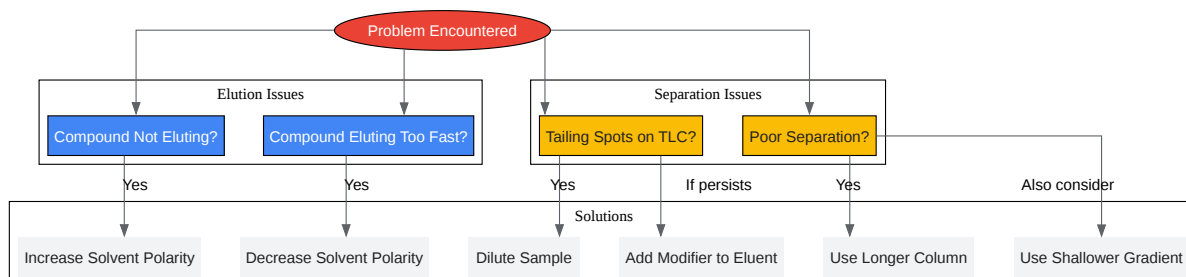 Problem Encountered
Elution Issues
Separation Issues
Compound Not Eluting?
Compound Eluting Too Fast?
Tailing Spots on TLC?
Poor Separation?
Yes
Yes
Yes
If persists
Yes
Also consider
Solutions
Increase Solvent Polarity
Decrease Solvent Polarity
Dilute Sample
Add Modifier to Eluent
Use Longer Column
Use Shallower Gradient